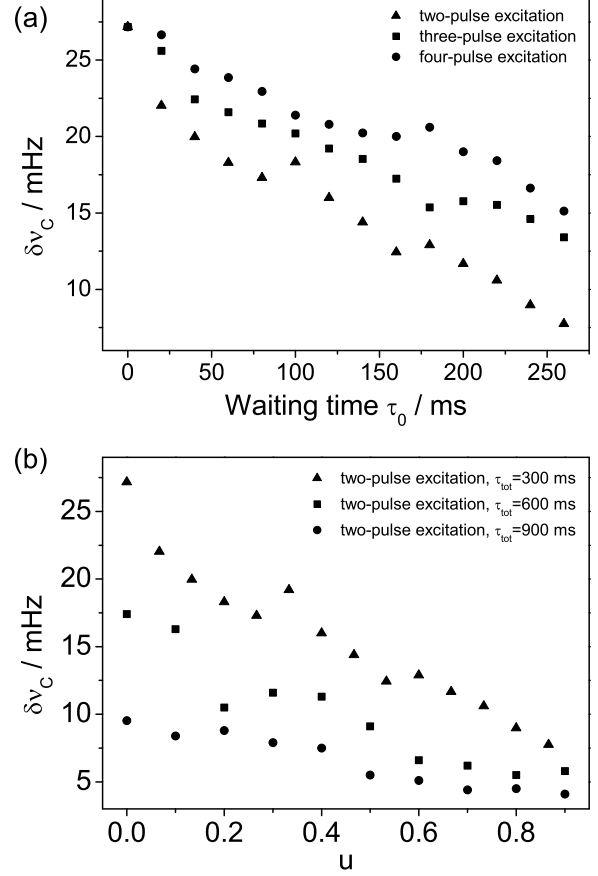 (a)
▲ two-pulse excitation
■ three-pulse excitation
● four-pulse excitation
25
20
15
10
δν_C / mHz
0 50 100 150 200 250
Waiting time τ_0 / ms
(b)
▲ two-pulse excitation, τ_tot=300 ms
■ two-pulse excitation, τ_tot=600 ms
● two-pulse excitation, τ_tot=900 ms
25
20
15
10
5
δν_C / mHz
0.0 0.2 0.4 0.6 0.8
u